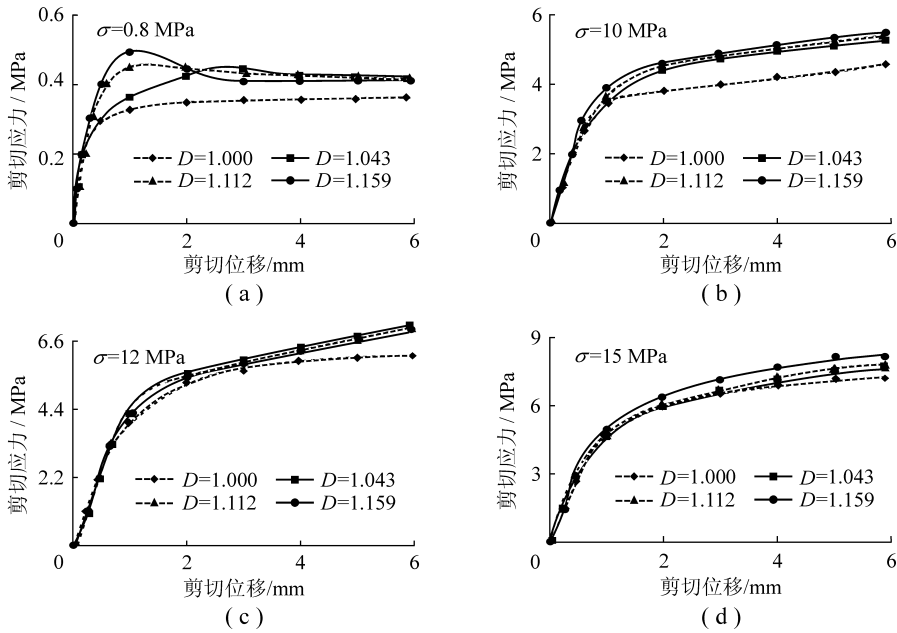 剪切应力 / MPa
0.6
0.4
0.2
0
σ=0.8 MPa
D=1.000 D=1.043
D=1.112 D=1.159
2 4 6
剪切位移/mm
( a )
剪切应力 / MPa
6
4
2
0
σ=10 MPa
D=1.000 D=1.043
D=1.112 D=1.159
2 4 6
剪切位移/mm
( b )
剪切应力 / MPa
6.6
4.4
2.2
0
σ=12 MPa
D=1.000 D=1.043
D=1.112 D=1.159
2 4 6
剪切位移/mm
( c )
剪切应力 / MPa
9
6
3
0
σ=15 MPa
D=1.000 D=1.043
D=1.112 D=1.159
2 4 6
剪切位移/mm
( d )